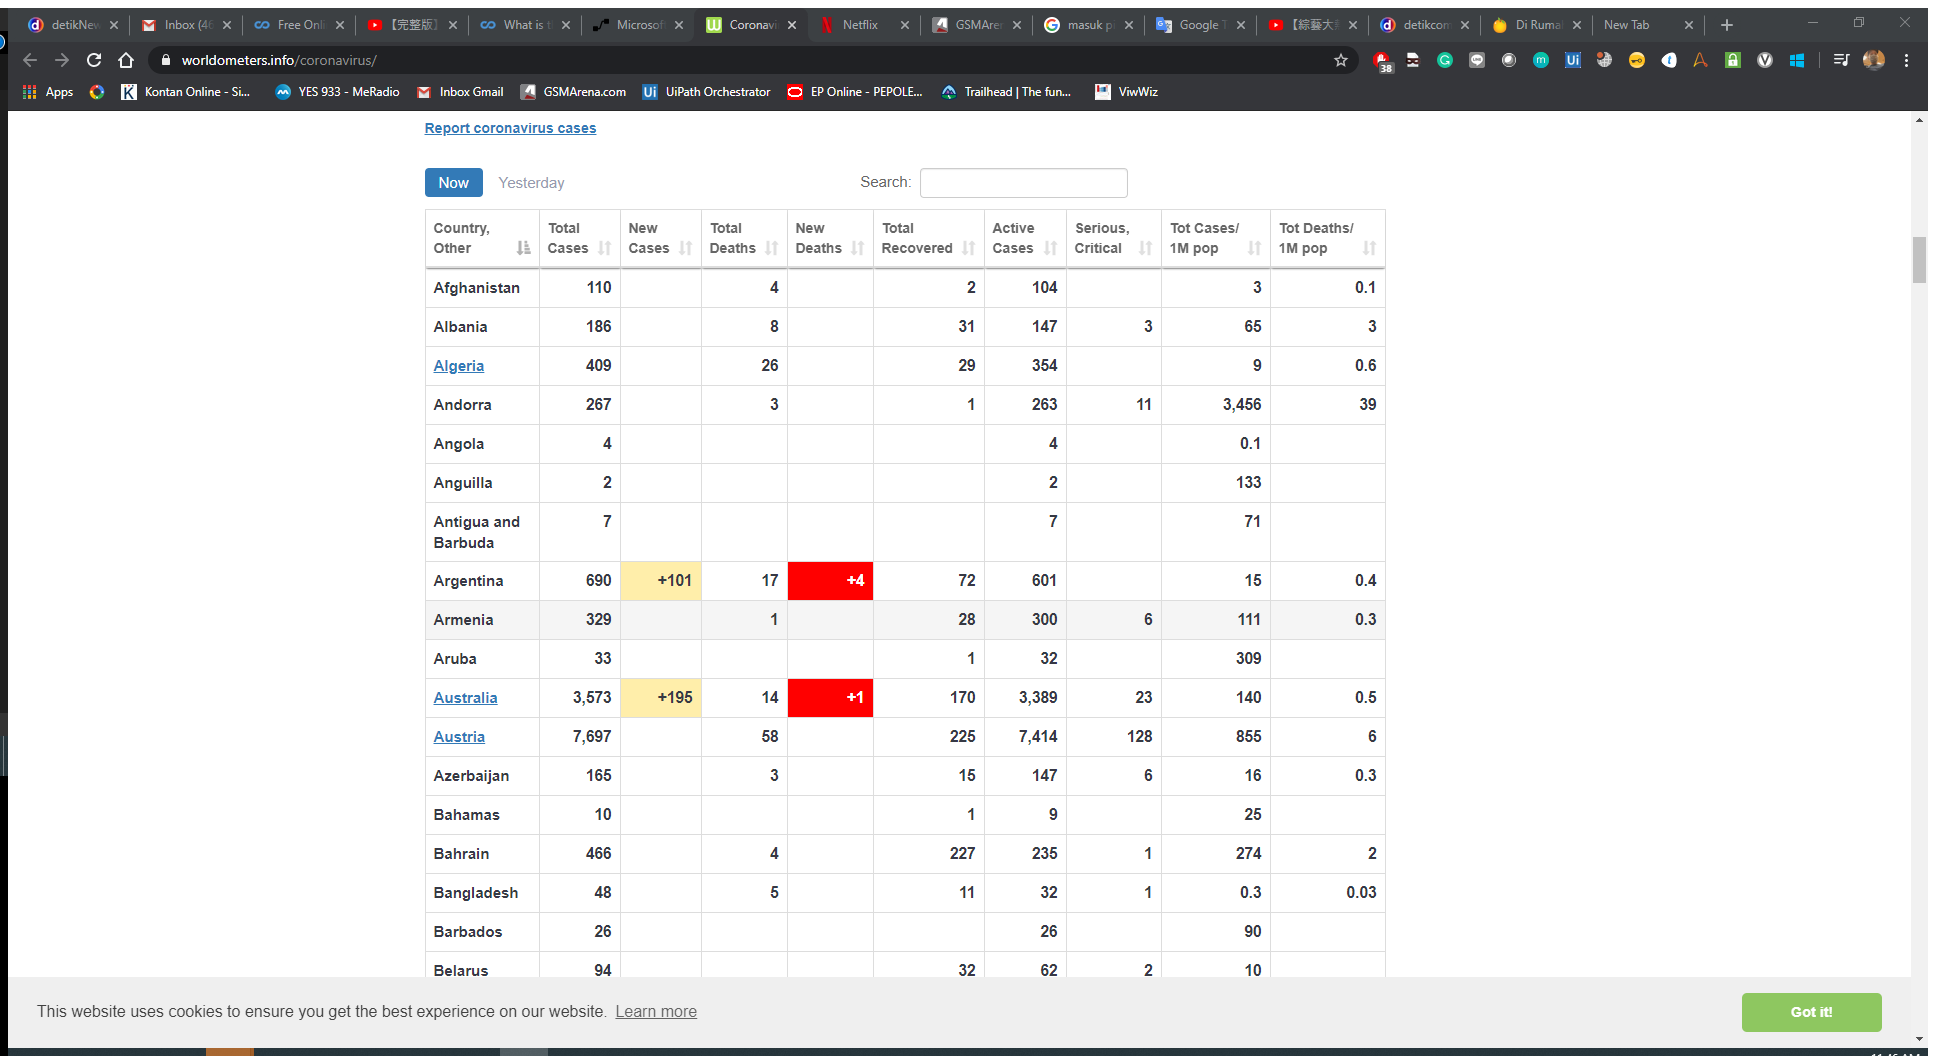 detikNew Inbox (46 Free Onli 【完整版】 What is t Microsof Coronavi Netflix GSMAren masuk p Google T 【綜藝大 detikcom Di Ruma New Tab
worldometers.info/coronavirus/ 38
Apps Kontan Online - Si... YES 933 - MeRadio Inbox Gmail GSMArena.com UiPath Orchestrator EP Online - PEPOLE... Trailhead | The fun... ViwWiz
Report coronavirus cases
Now Yesterday Search:
Country, Total New Total New Total Active Serious, Tot Cases/ Tot Deaths/
Other Cases Cases Deaths Deaths Recovered Cases Critical 1M pop 1M pop
Afghanistan 110 4 2 104 3 0.1
Albania 186 8 31 147 3 65 3
Algeria 409 26 29 354 9 0.6
Andorra 267 3 1 263 11 3,456 39
Angola 4 4 0.1
Anguilla 2 2 133
Antigua and 7 7 71
Barbuda
Argentina 690 +101 17 +4 72 601 15 0.4
Armenia 329 1 28 300 6 111 0.3
Aruba 33 1 32 309
Australia 3,573 +195 14 +1 170 3,389 23 140 0.5
Austria 7,697 58 225 7,414 128 855 6
Azerbaijan 165 3 15 147 6 16 0.3
Bahamas 10 1 9 25
Bahrain 466 4 227 235 1 274 2
Bangladesh 48 5 11 32 1 0.3 0.03
Barbados 26 26 90
Belarus 94 32 62 2 10
This website uses cookies to ensure you get the best experience on our website. Learn more Got it!